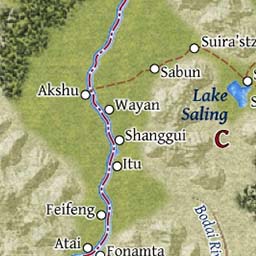 Suira'stz
Sabun
Akshu
Wayan
Lake
Saling
S
S
C
Shanggui
Itu
Feifeng
Bodai Riv
Atai
Fonamta